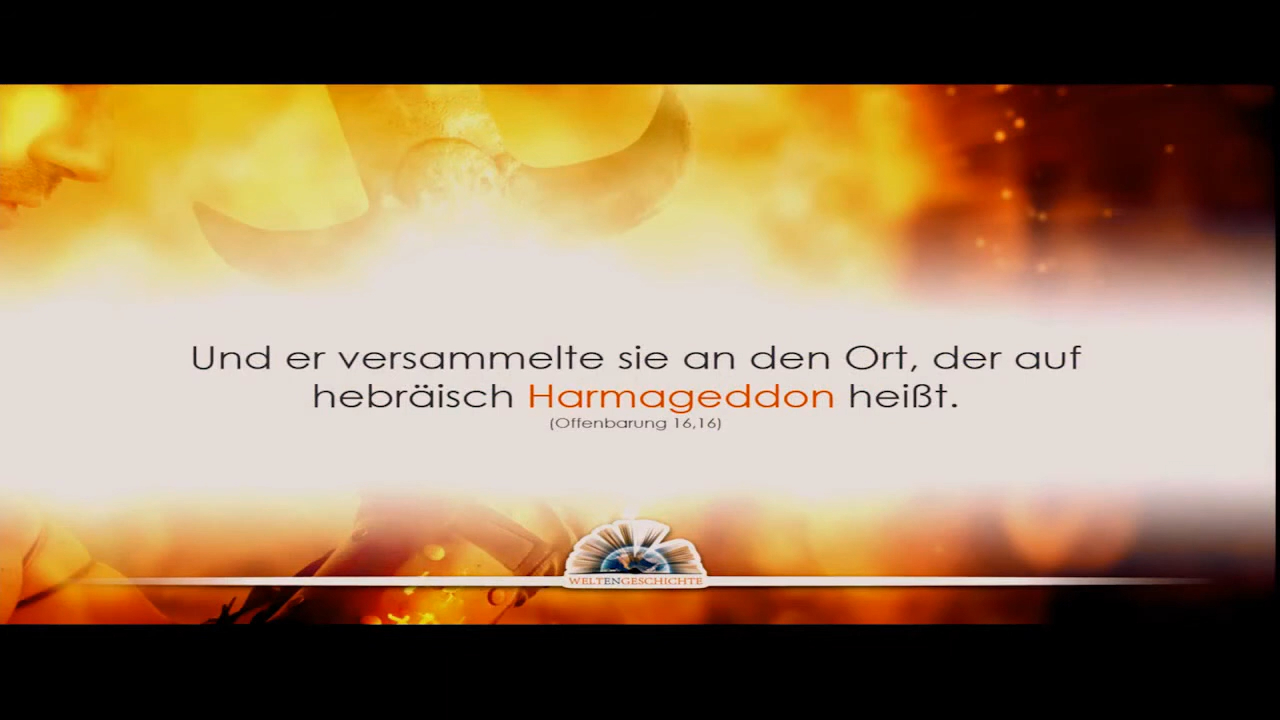 Und er versammelte sie an den Ort, der auf
hebräisch Harmageddon heißt.
(Offenbarung 16,16)
WELTENGESCHICHTE